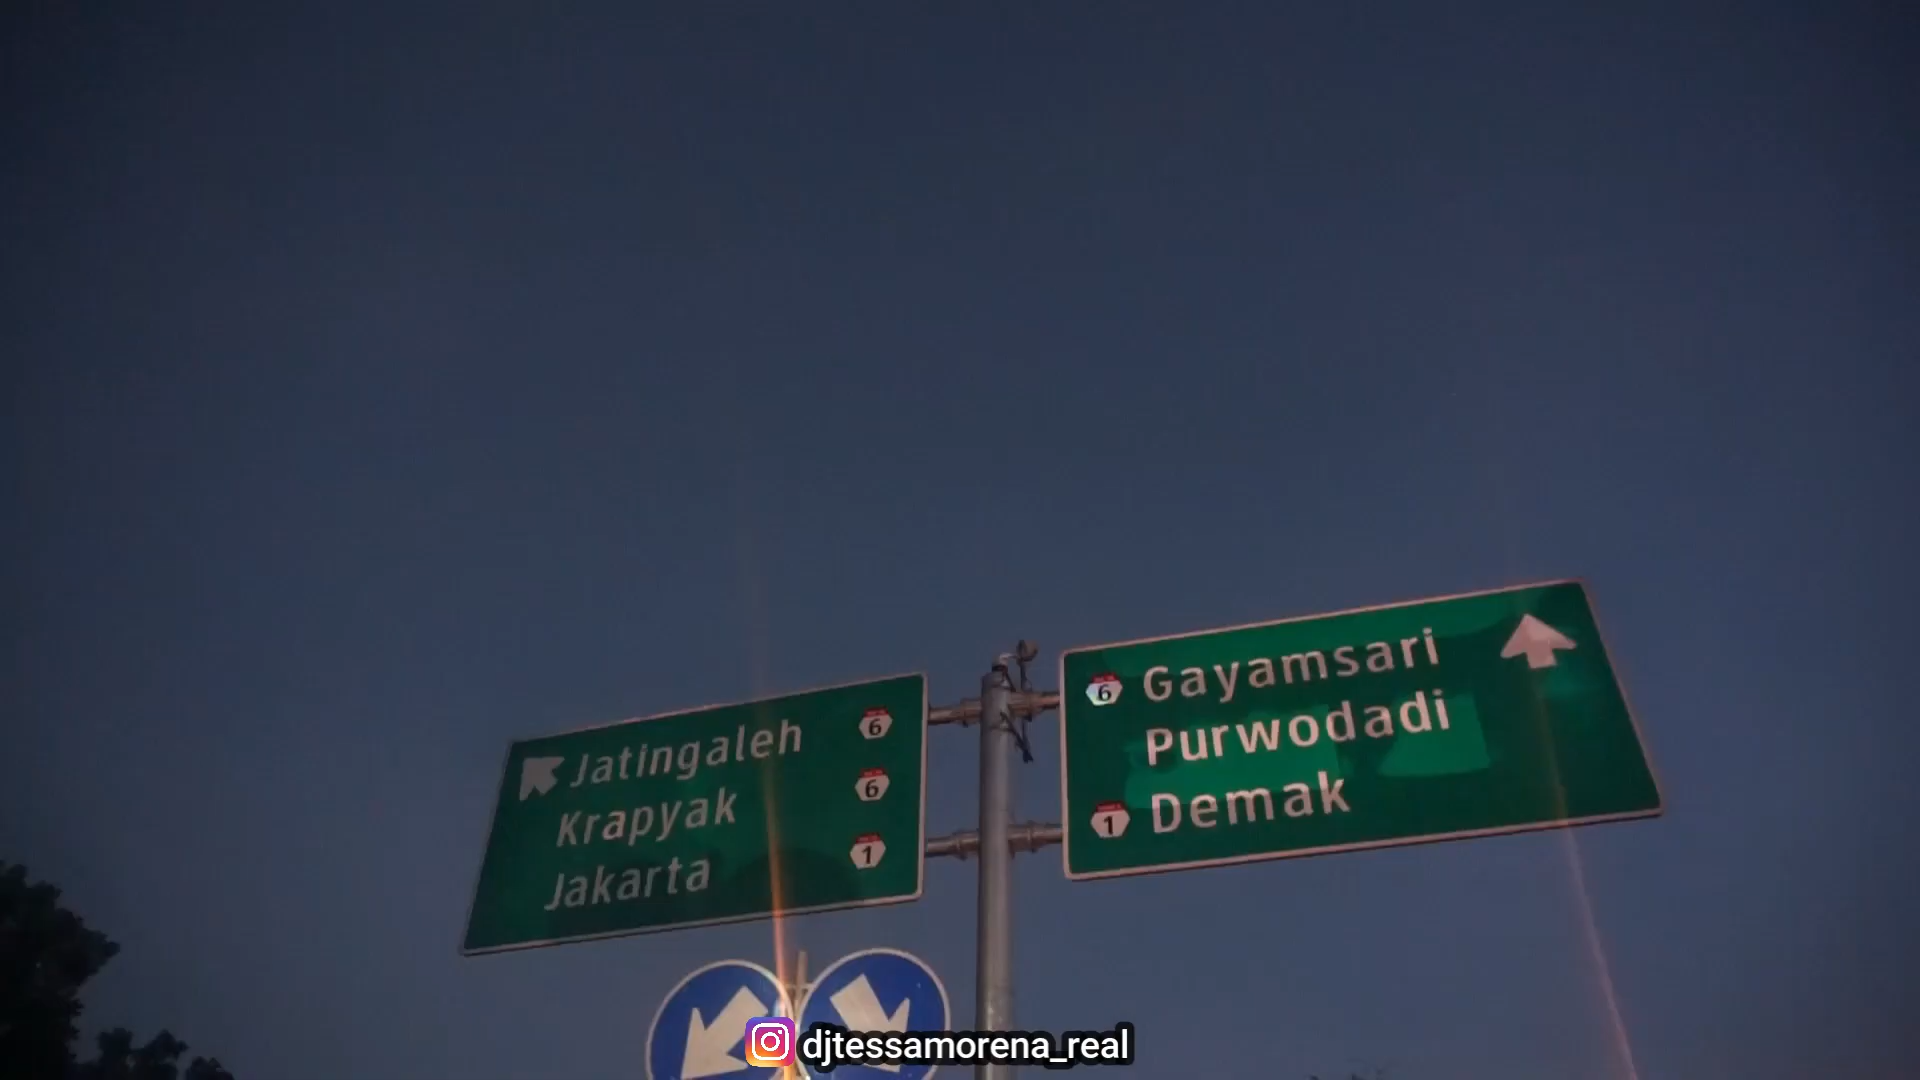 Jatingaleh 6
Krapyak 6
Jakarta 1
6 Gayamsari
Purwodadi
1 Demak
djtessamorena_real